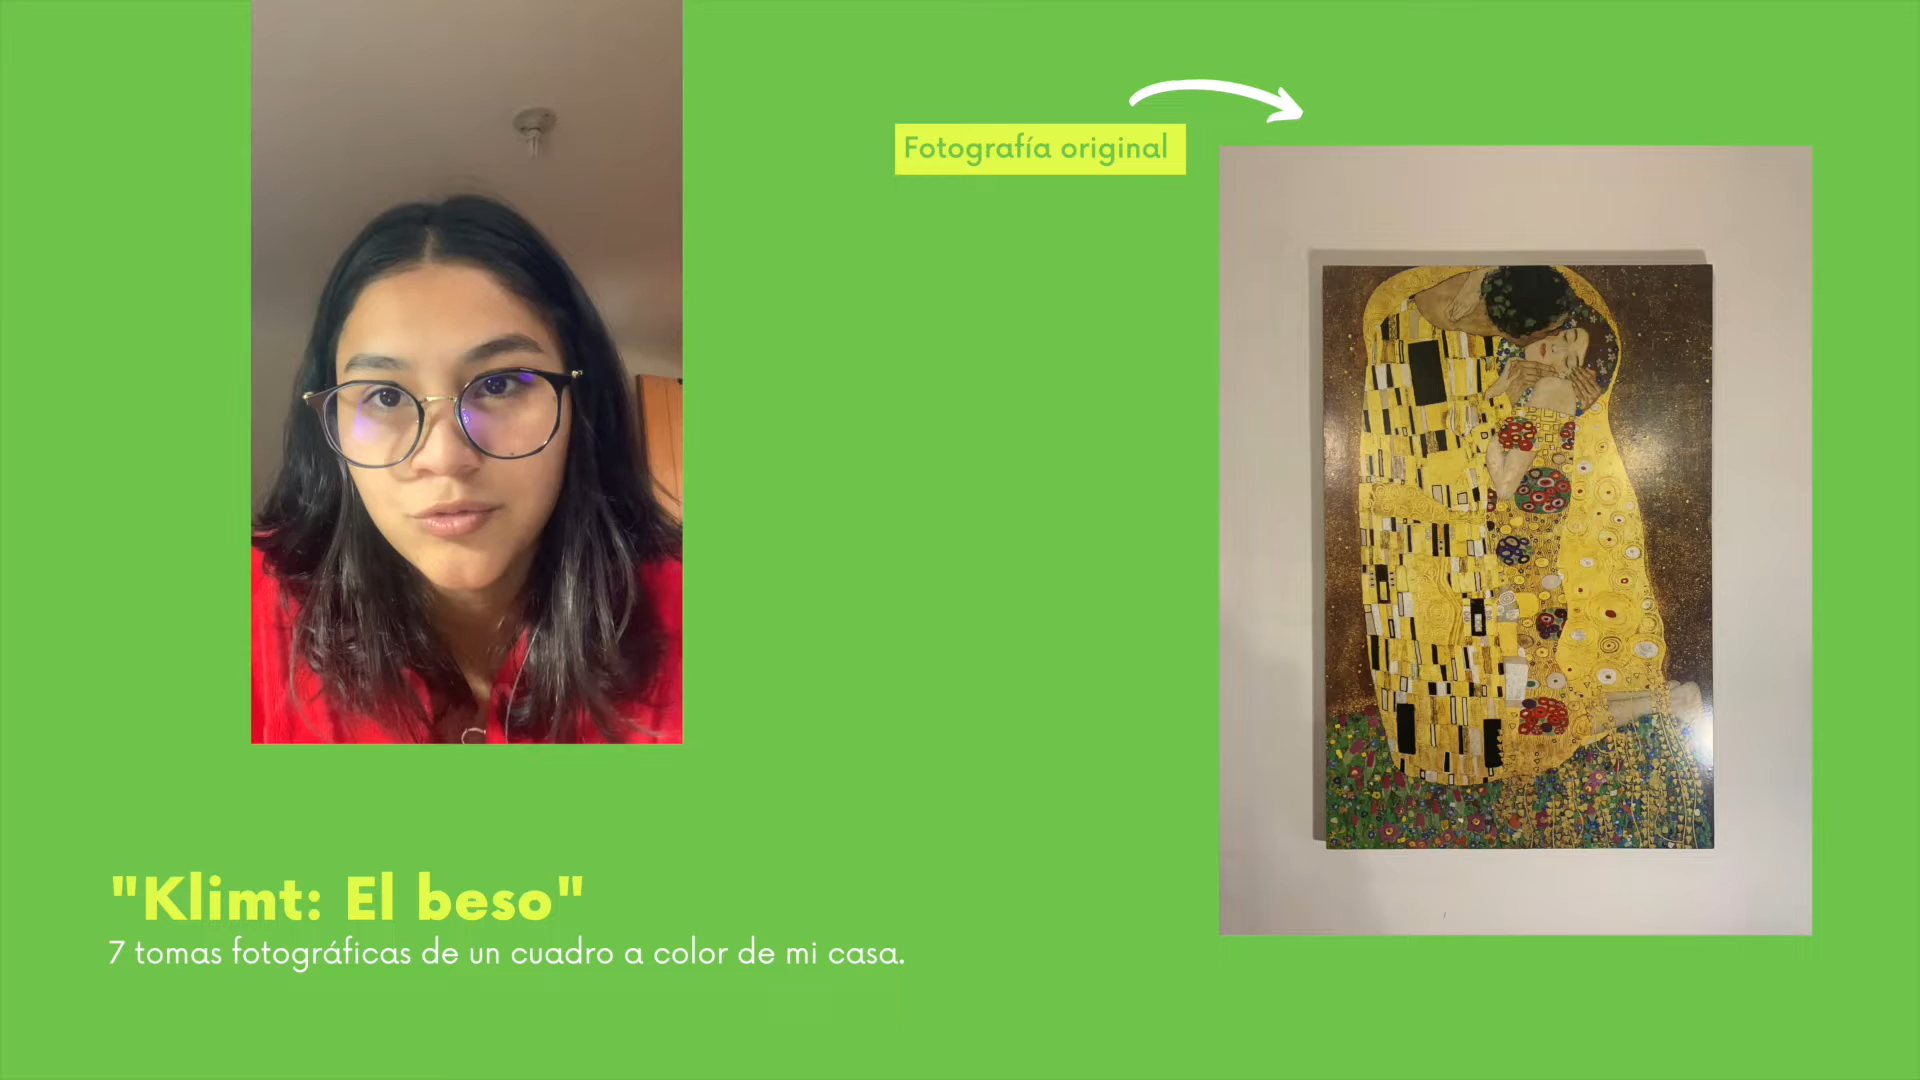 Fotografía original
"Klimt: El beso"
7 tomas fotográficas de un cuadro a color de mi casa.